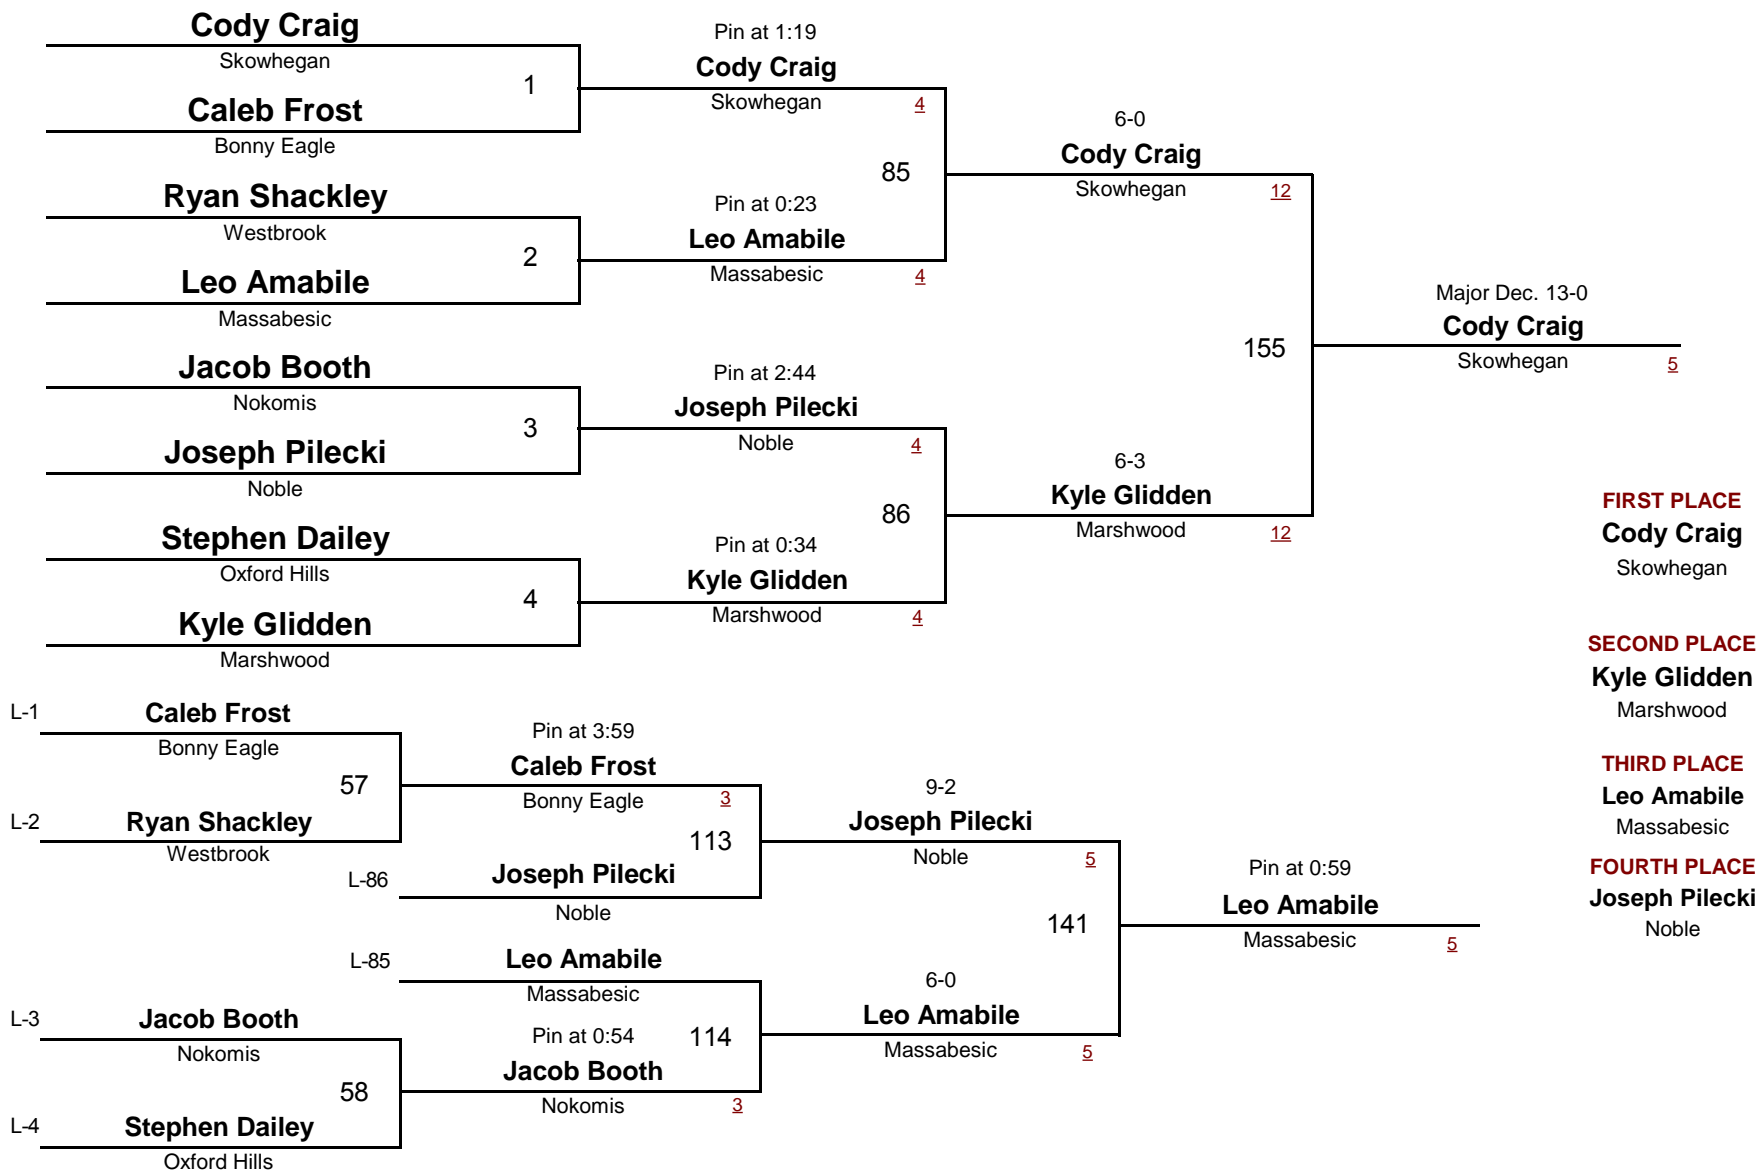 Cody Craig
Skowhegan
1
Caleb Frost
Bonny Eagle
Ryan Shackley
Westbrook
2
Leo Amabile
Massabesic
Jacob Booth
Nokomis
3
Joseph Pilecki
Noble
Stephen Dailey
Oxford Hills
4
Kyle Glidden
Marshwood
Pin at 1:19
Cody Craig
Skowhegan 4
85
Pin at 0:23
Leo Amabile
Massabesic 4
Pin at 2:44
Joseph Pilecki
Noble 4
86
Pin at 0:34
Kyle Glidden
Marshwood 4
6-0
Cody Craig
Skowhegan 12
155
6-3
Kyle Glidden
Marshwood 12
Major Dec. 13-0
Cody Craig
Skowhegan 5
FIRST PLACE
Cody Craig
Skowhegan
SECOND PLACE
Kyle Glidden
Marshwood
THIRD PLACE
Leo Amabile
Massabesic
FOURTH PLACE
Joseph Pilecki
Noble
L-1 Caleb Frost
Bonny Eagle
57
L-2 Ryan Shackley
Westbrook
L-3 Jacob Booth
Nokomis
58
L-4 Stephen Dailey
Oxford Hills
Pin at 3:59
Caleb Frost
Bonny Eagle 3
113
L-86 Joseph Pilecki
Noble
L-85 Leo Amabile
Massabesic
Pin at 0:54 114
Jacob Booth
Nokomis 3
9-2
Joseph Pilecki
Noble 5
141
6-0
Leo Amabile
Massabesic 5
Pin at 0:59
Leo Amabile
Massabesic 5